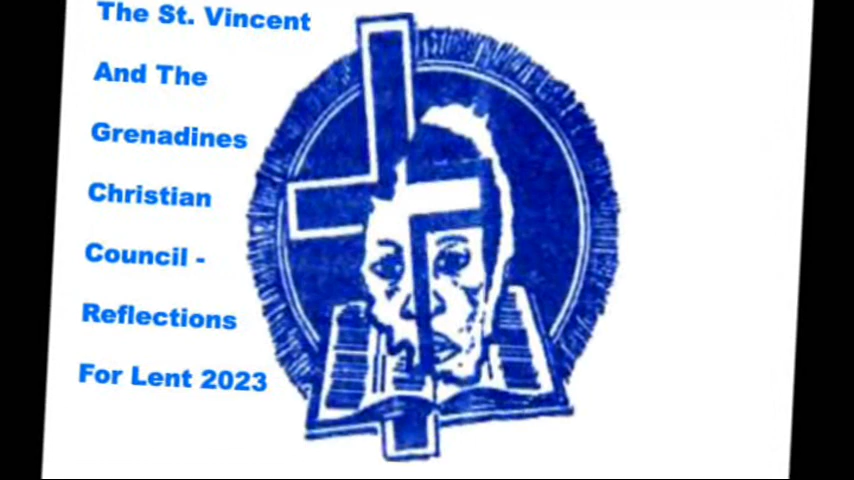 The St. Vincent
And The
Grenadines
Christian
Council -
Reflections
For Lent 2023